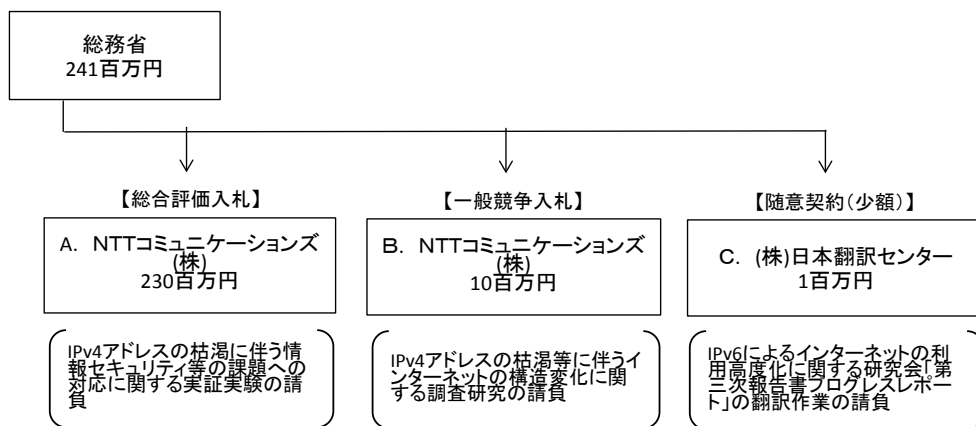 総務省
241百万円
【総合評価入札】
A. NTTコミュニケーションズ
(株)
230百万円
IPv4アドレスの枯渇に伴う情
報セキュリティ等の課題への
対応に関する実証実験の請
負
【一般競争入札】
B. NTTコミュニケーションズ
(株)
10百万円
IPv4アドレスの枯渇等に伴うイ
ンターネットの構造変化に関
する調査研究の請負
【随意契約(少額)】
C. (株)日本翻訳センター
1百万円
IPv6によるインターネットの利
用高度化に関する研究会「第
三次報告書プログレスレポー
ト」の翻訳作業の請負